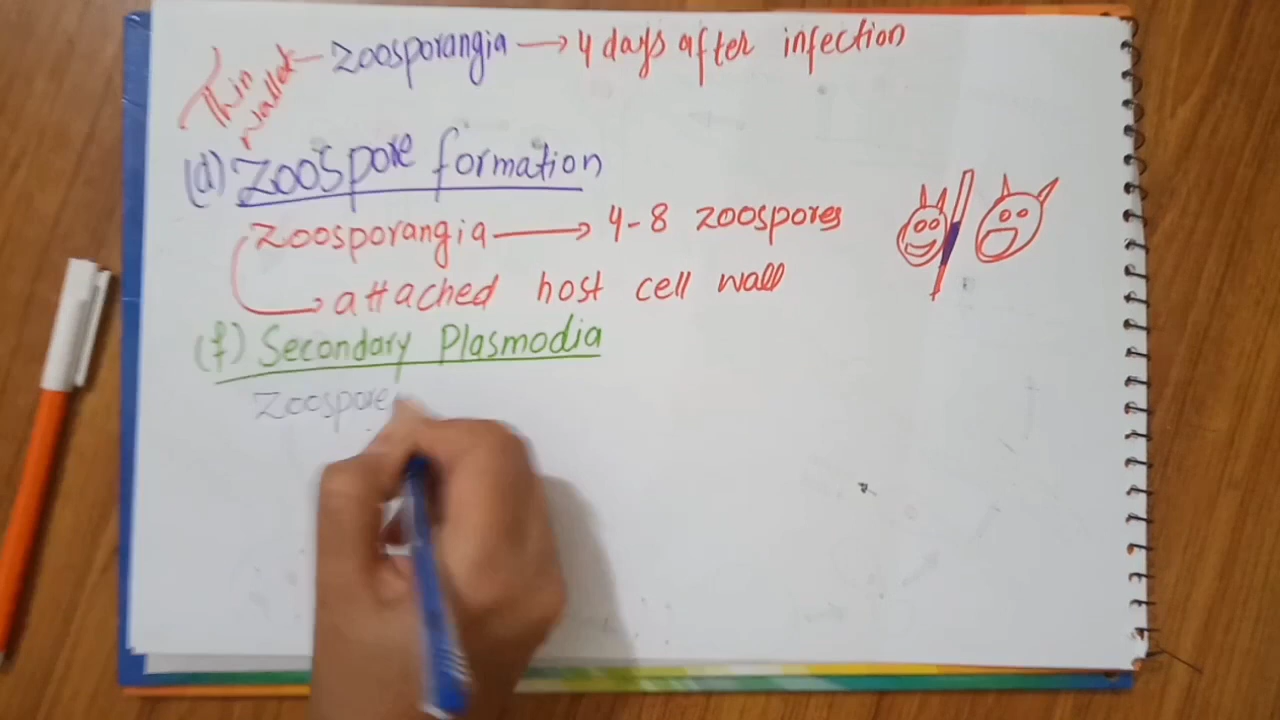 Thin walled - Zoosporangia → 4 days after infection
(d) Zoospore formation
Zoosporangia → 4-8 zoospores
→ attached host cell wall
(f) Secondary Plasmodia
Zoospore